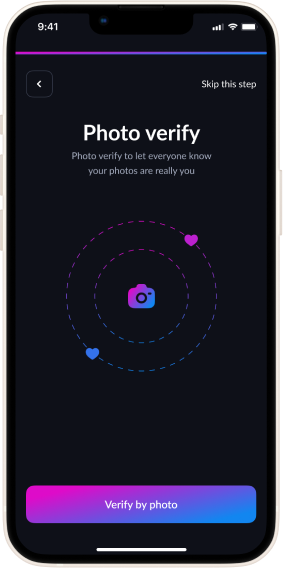 9:41
Skip this step
Photo verify
Photo verify to let everyone know
your photos are really you
Verify by photo